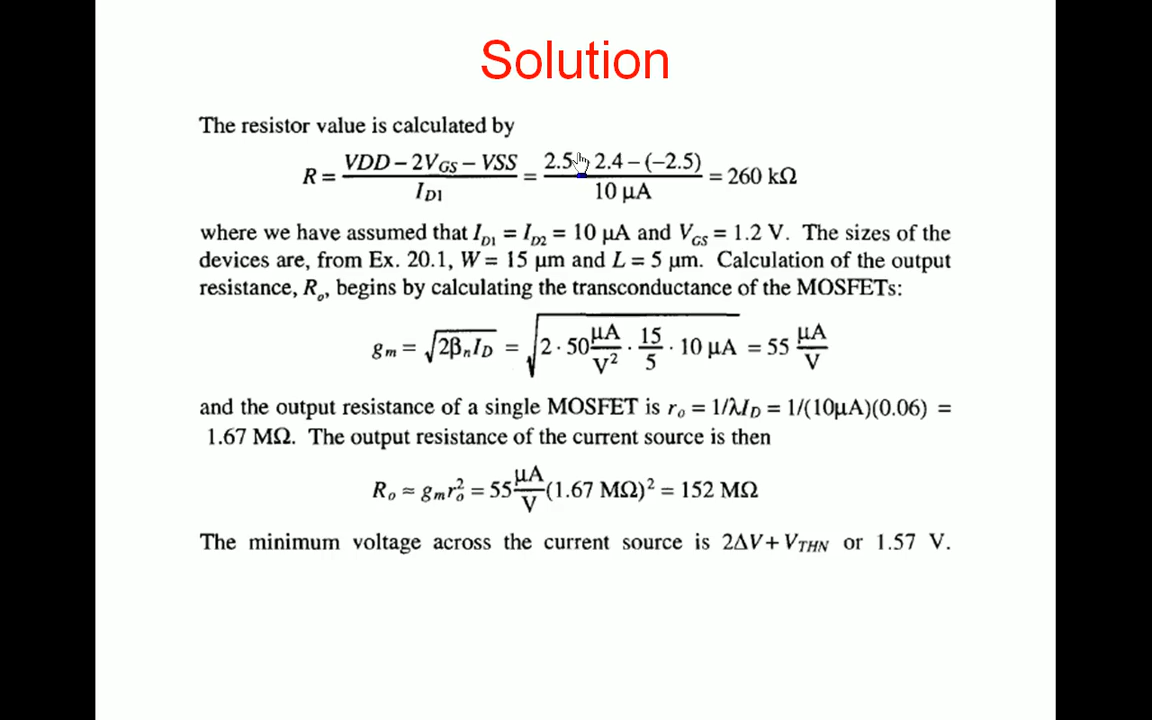 Solution
The resistor value is calculated by
R = (VDD − 2V_GS − VSS) / I_D1 = (2.5 2.4 − (−2.5)) / 10 µA = 260 kΩ
where we have assumed that I_D1 = I_D2 = 10 µA and V_GS = 1.2 V. The sizes of the
devices are, from Ex. 20.1, W = 15 µm and L = 5 µm. Calculation of the output
resistance, R_o, begins by calculating the transconductance of the MOSFETs:
g_m = √(2β_n I_D) = √(2 · 50 µA/V² · 15/5 · 10 µA) = 55 µA/V
and the output resistance of a single MOSFET is r_o = 1/λI_D = 1/(10µA)(0.06) =
1.67 MΩ. The output resistance of the current source is then
R_o ≈ g_m r_o² = 55 µA/V (1.67 MΩ)² = 152 MΩ
The minimum voltage across the current source is 2ΔV + V_THN or 1.57 V.